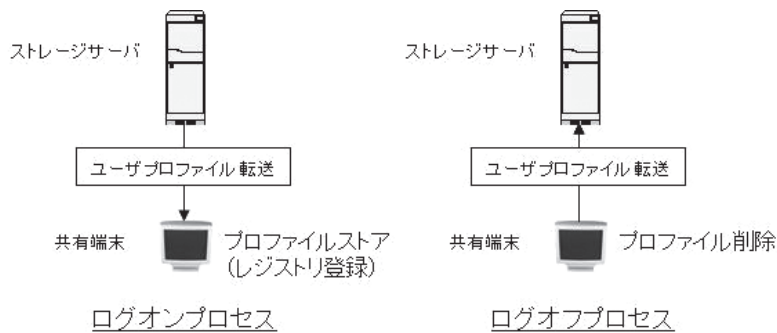 ストレージサーバ
ユーザプロファイル転送
共有端末
プロファイルストア
(レジストリ登録)
ログオンプロセス
ストレージサーバ
ユーザプロファイル転送
共有端末
プロファイル削除
ログオフプロセス